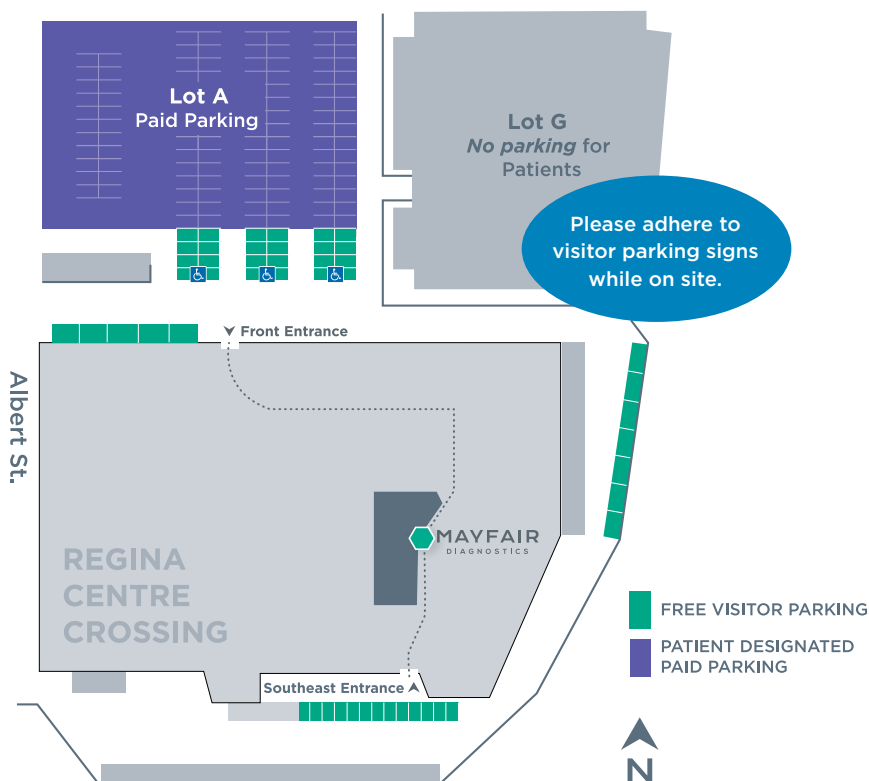 Lot A
Paid Parking
Lot G
No parking for
Patients
Please adhere to
visitor parking signs
while on site.
Front Entrance
Albert St.
MAYFAIR
DIAGNOSTICS
REGINA
CENTRE
CROSSING
FREE VISITOR PARKING
PATIENT DESIGNATED
PAID PARKING
Southeast Entrance
N